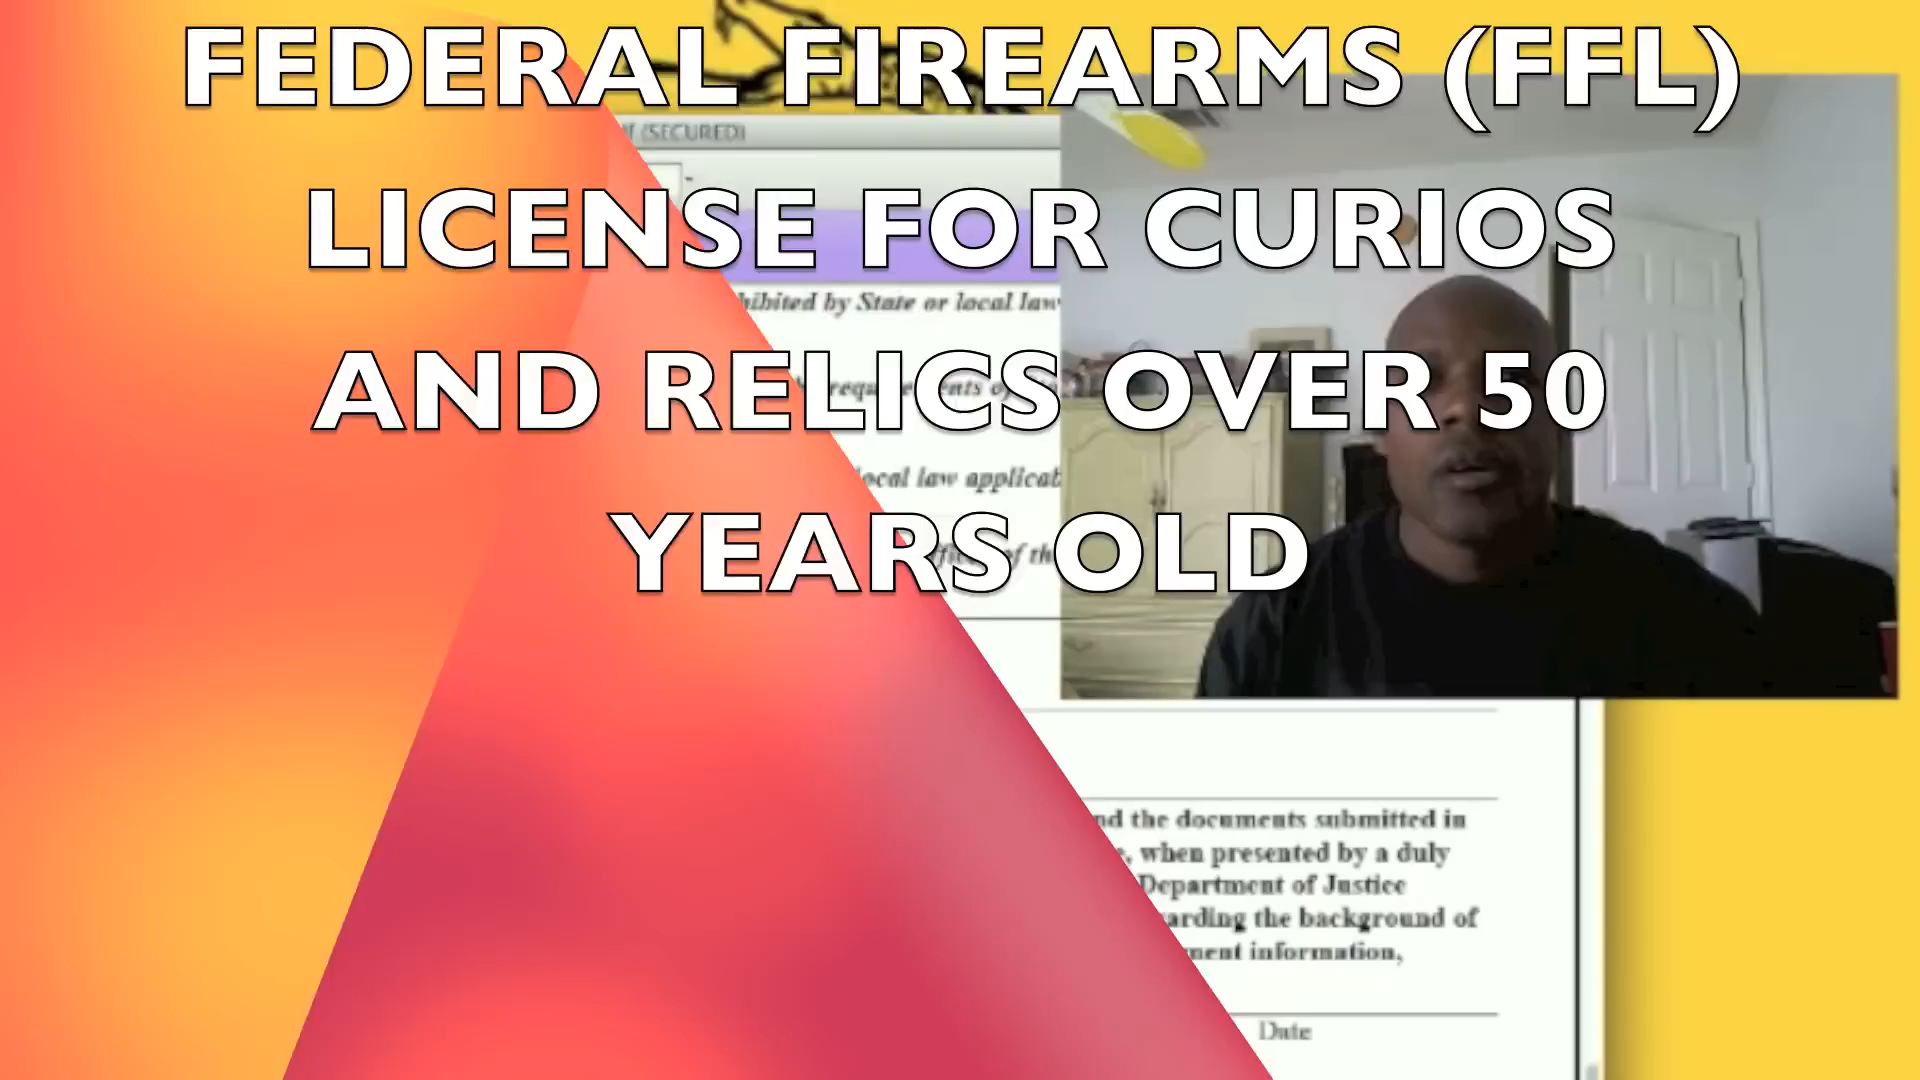 FEDERAL FIREARMS (FFL)
LICENSE FOR CURIOS
AND RELICS OVER 50
YEARS OLD
(SECURED)
hibited by State or local law
local law applicab
nd the documents submitted in
, when presented by a duly
Department of Justice
arding the background of
ment information,
Date